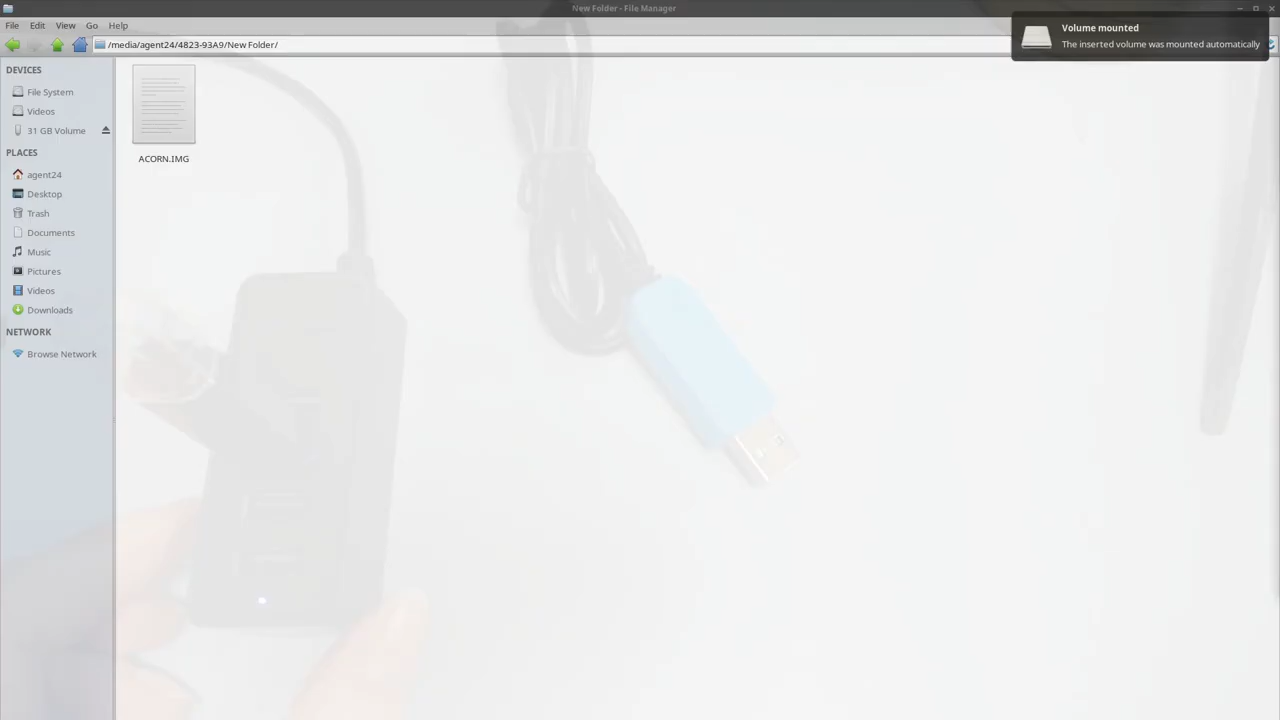 New Folder - File Manager
File Edit View Go Help
/media/agent24/4823-93A9/New Folder/
Volume mounted
The inserted volume was mounted automatically
DEVICES
File System
Videos
31 GB Volume
PLACES
agent24
Desktop
Trash
Documents
Music
Pictures
Videos
Downloads
NETWORK
Browse Network
ACORN.IMG